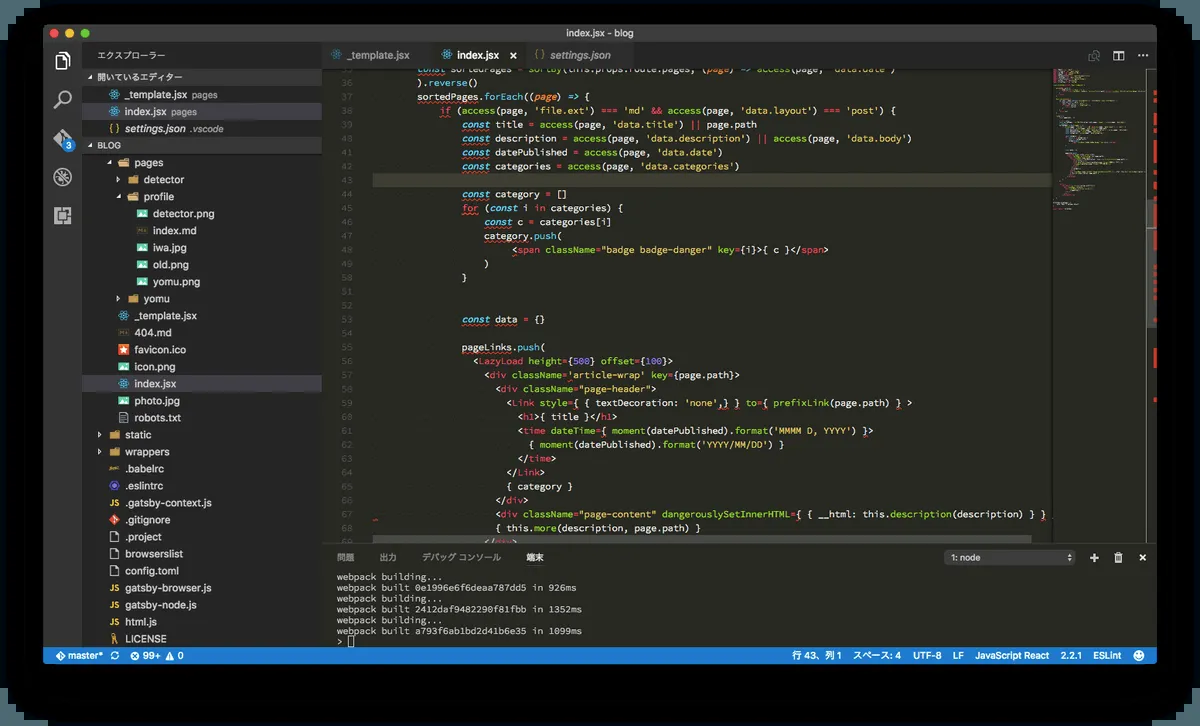 index.jsx - blog
エクスプローラー
_template.jsx
index.jsx ×
{} settings.json
開いているエディター
_template.jsx pages
index.jsx pages
{} settings.json .vscode
3
BLOG
pages
detector
profile
detector.png
index.md
iwa.jpg
old.png
yomu.png
yomu
_template.jsx
404.md
favicon.ico
icon.png
index.jsx
photo.jpg
robots.txt
static
wrappers
.babelrc
.eslintrc
JS .gatsby-context.js
.gitignore
.project
browserslist
config.toml
JS gatsby-browser.js
JS gatsby-node.js
JS html.js
LICENSE
35 const sortedPages = sortBy(this.props.route.pages, (page) => access(page, 'data.date')
36 ).reverse()
37 sortedPages.forEach((page) => {
38 if (access(page, 'file.ext') === 'md' && access(page, 'data.layout') === 'post') {
39 const title = access(page, 'data.title') || page.path
40 const description = access(page, 'data.description') || access(page, 'data.body')
41 const datePublished = access(page, 'data.date')
42 const categories = access(page, 'data.categories')
43
44 const category = []
45 for (const i in categories) {
46 const c = categories[i]
47 category.push(
48 <span className="badge badge-danger" key={i}>{ c }</span>
49 )
50 }
51
52
53 const data = {}
54
55 pageLinks.push(
56 <LazyLoad height={500} offset={100}>
57 <div className='article-wrap' key={page.path}>
58 <div className="page-header">
59 <Link style={ { textDecoration: 'none',} } to={ prefixLink(page.path) } >
60 <h1>{ title }</h1>
61 <time dateTime={ moment(datePublished).format('MMMM D, YYYY') }>
62 { moment(datePublished).format('YYYY/MM/DD') }
63 </time>
64 </Link>
65 { category }
66 </div>
67 <div className="page-content" dangerouslySetInnerHTML={ { __html: this.description(description) } }
68 { this.more(description, page.path) }
69 </div>
問題 出力 デバッグ コンソール 端末
1: node
webpack building...
webpack built 0e1996e6f6deaa787dd5 in 926ms
webpack building...
webpack built 2412daf9482290f81fbb in 1352ms
webpack building...
webpack built a793f6ab1bd2d41b6e35 in 1099ms
>
master* 99+ 0
行 43、列 1 スペース: 4 UTF-8 LF JavaScript React 2.2.1 ESLint